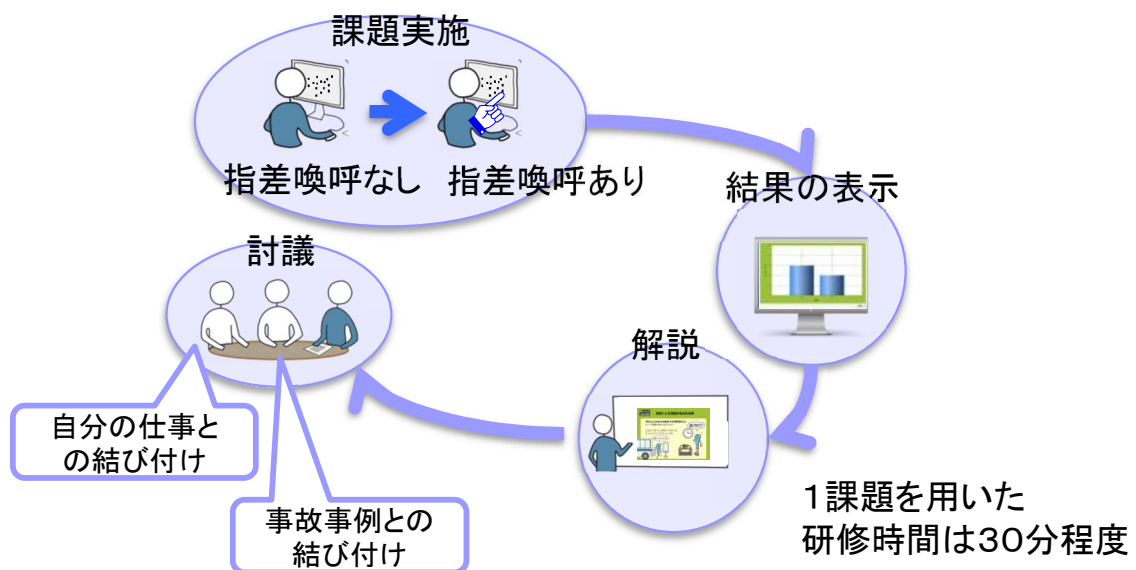 課題実施
指差喚呼なし
指差喚呼あり
結果の表示
解説
討議
自分の仕事と
の結び付け
事故事例との
結び付け
１課題を用いた
研修時間は３０分程度